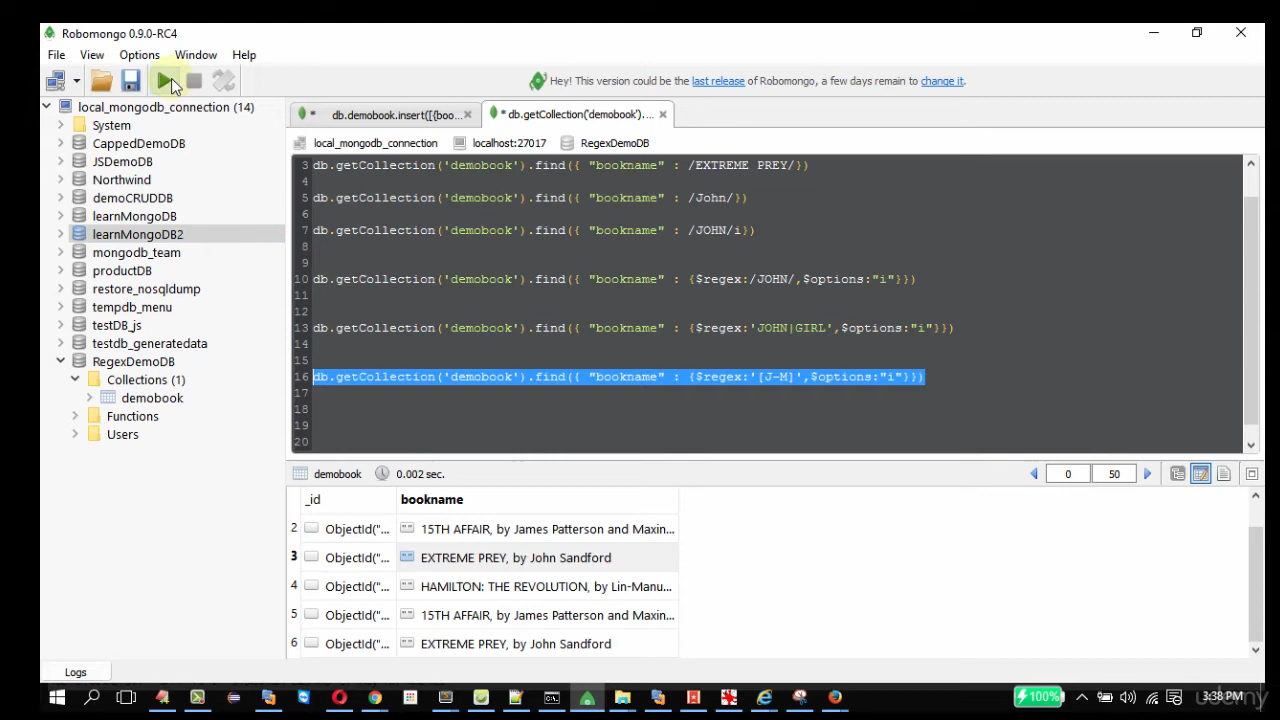 Robomongo 0.9.0-RC4
File View Options Window Help
Hey! This version could be the last release of Robomongo, a few days remain to change it.
local_mongodb_connection (14)
System
CappedDemoDB
JSDemoDB
Northwind
demoCRUDDB
learnMongoDB
learnMongoDB2
mongodb_team
productDB
restore_nosqldump
tempdb_menu
testDB_js
testdb_generatedata
RegexDemoDB
Collections (1)
demobook
Functions
Users
* db.demobook.insert([{boo... * db.getCollection('demobook')....
local_mongodb_connection localhost:27017 RegexDemoDB
3 db.getCollection('demobook').find({ "bookname" : /EXTREME PREY/})
4
5 db.getCollection('demobook').find({ "bookname" : /John/})
6
7 db.getCollection('demobook').find({ "bookname" : /JOHN/i})
8
9
10 db.getCollection('demobook').find({ "bookname" : {$regex:/JOHN/,$options:"i"}})
11
12
13 db.getCollection('demobook').find({ "bookname" : {$regex:'JOHN|GIRL',$options:"i"}})
14
15
16 db.getCollection('demobook').find({ "bookname" : {$regex:'[J-M]',$options:"i"}})
17
18
19
20
demobook 0.002 sec. 0 50
_id bookname
2 ObjectId("... 15TH AFFAIR, by James Patterson and Maxin...
3 ObjectId("... EXTREME PREY, by John Sandford
4 ObjectId("... HAMILTON: THE REVOLUTION, by Lin-Manu...
5 ObjectId("... 15TH AFFAIR, by James Patterson and Maxin...
6 ObjectId("... EXTREME PREY, by John Sandford
Logs
100% 3:38 PM
udemy